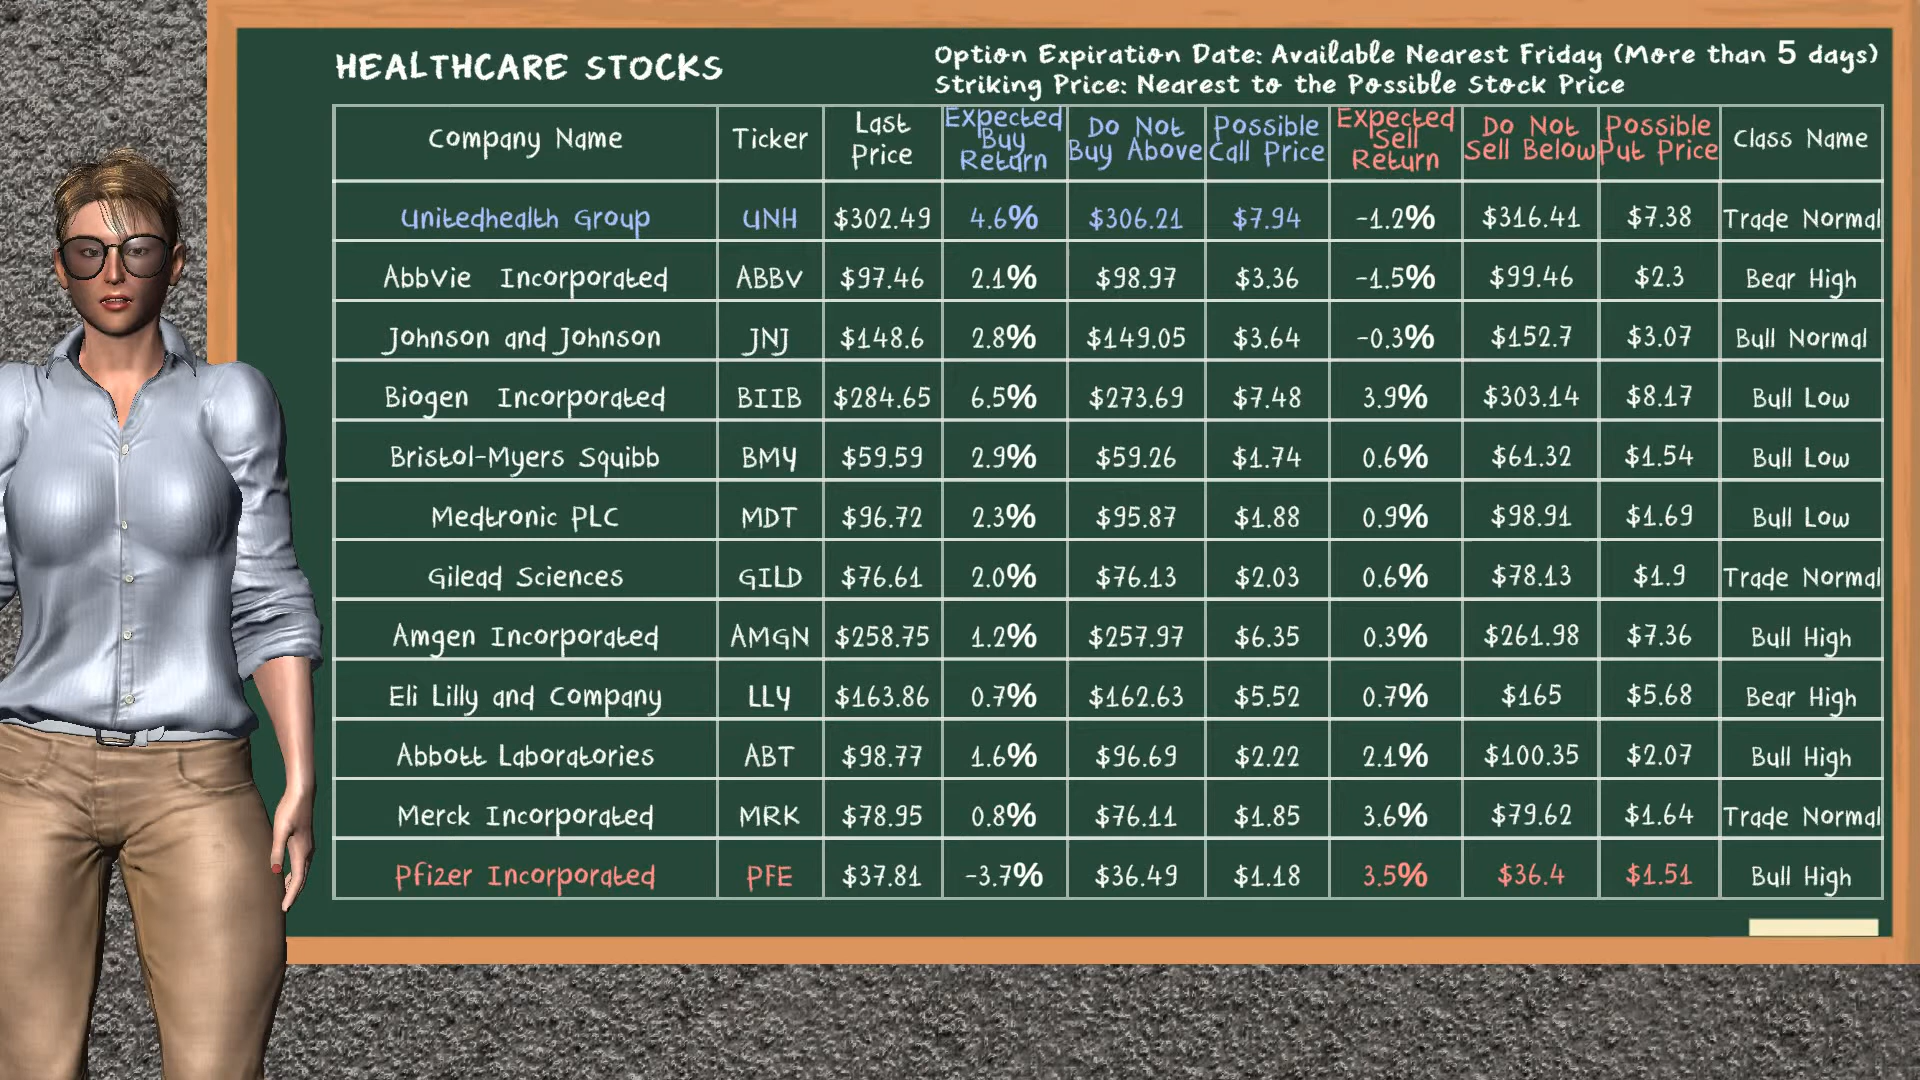 HEALTHCARE STOCKS
Option Expiration Date: Available Nearest Friday (More than 5 days)
Striking Price: Nearest to the Possible Stock Price
Company Name Ticker Last Price Expected Buy Return Do Not Buy Above Possible Call Price Expected Sell Return Do Not Sell Below Possible Put Price Class Name
Unitedhealth Group UNH $302.49 4.6% $306.21 $7.94 -1.2% $316.41 $7.38 Trade Normal
AbbVie Incorporated ABBV $97.46 2.1% $98.97 $3.36 -1.5% $99.46 $2.3 Bear High
Johnson and Johnson JNJ $148.6 2.8% $149.05 $3.64 -0.3% $152.7 $3.07 Bull Normal
Biogen Incorporated BIIB $284.65 6.5% $273.69 $7.48 3.9% $303.14 $8.17 Bull Low
Bristol-Myers Squibb BMY $59.59 2.9% $59.26 $1.74 0.6% $61.32 $1.54 Bull Low
Medtronic PLC MDT $96.72 2.3% $95.87 $1.88 0.9% $98.91 $1.69 Bull Low
Gilead Sciences GILD $76.61 2.0% $76.13 $2.03 0.6% $78.13 $1.9 Trade Normal
Amgen Incorporated AMGN $258.75 1.2% $257.97 $6.35 0.3% $261.98 $7.36 Bull High
Eli Lilly and Company LLY $163.86 0.7% $162.63 $5.52 0.7% $165 $5.68 Bear High
Abbott Laboratories ABT $98.77 1.6% $96.69 $2.22 2.1% $100.35 $2.07 Bull High
Merck Incorporated MRK $78.95 0.8% $76.11 $1.85 3.6% $79.62 $1.64 Trade Normal
Pfizer Incorporated PFE $37.81 -3.7% $36.49 $1.18 3.5% $36.4 $1.51 Bull High